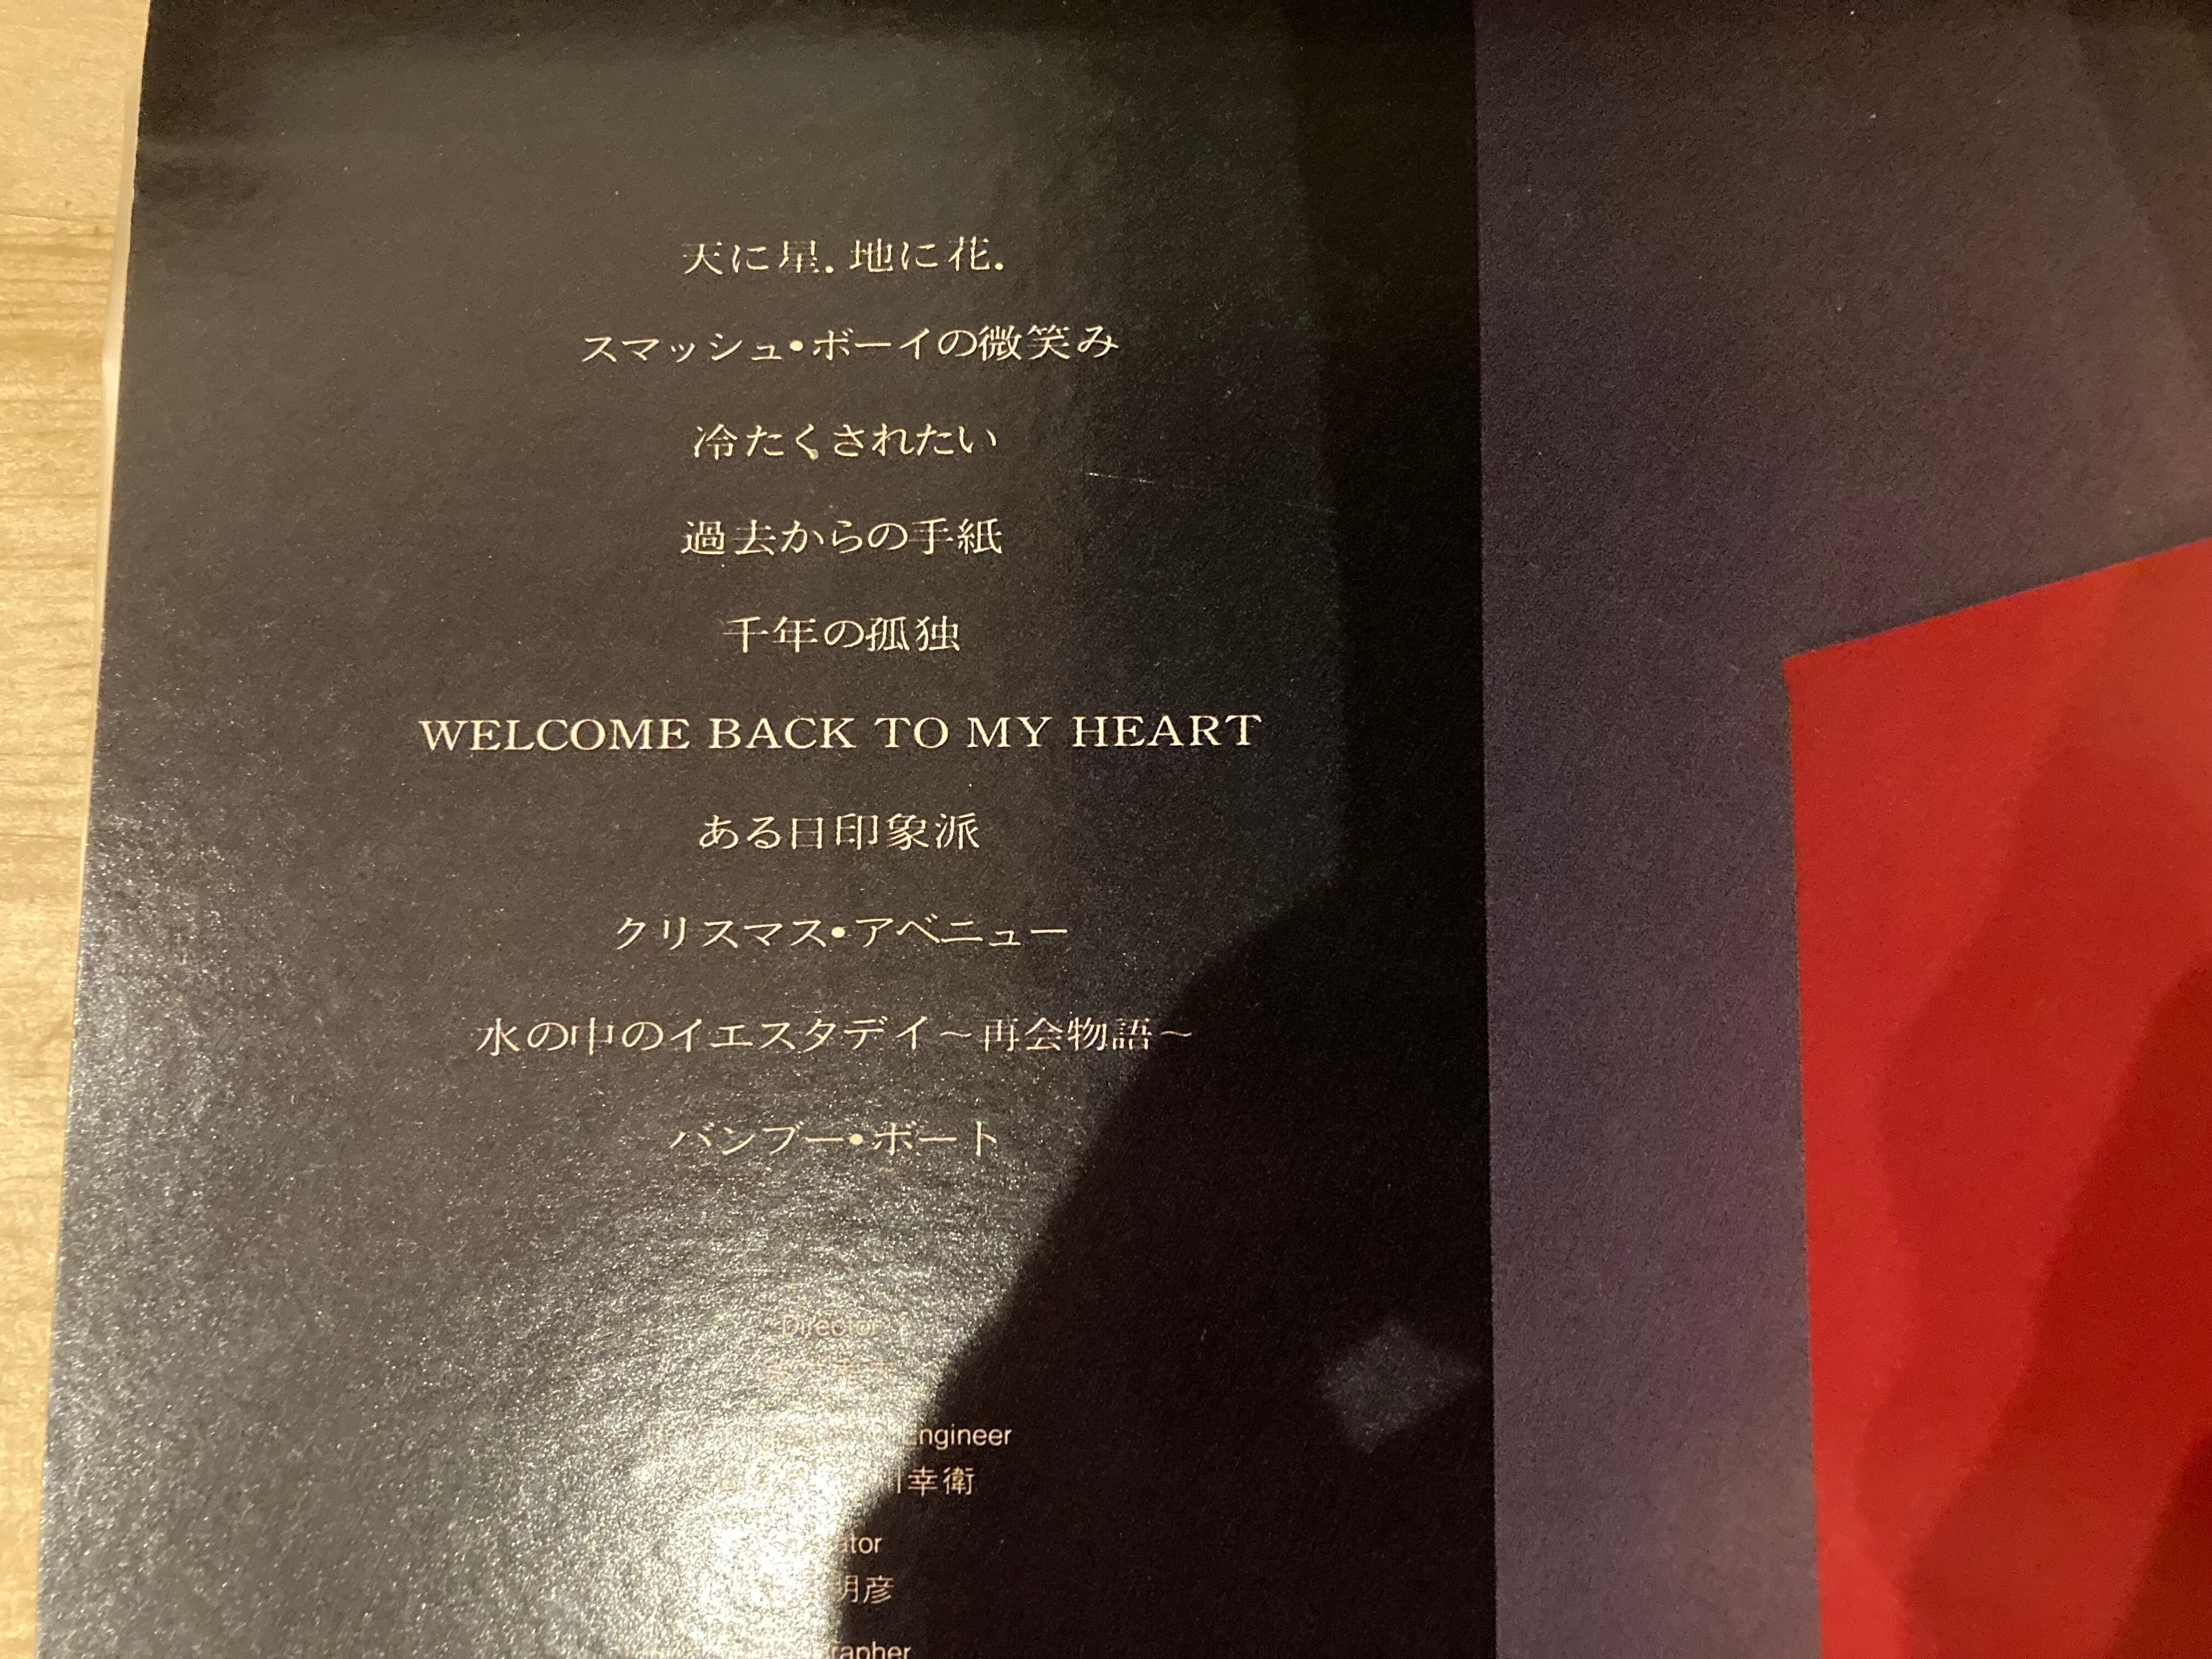 天に星.地に花.
スマッシュ•ボーイの微笑み
冷たくされたい
過去からの手紙
千年の孤独
WELCOME BACK TO MY HEART
ある日印象派
クリスマス•アベニュー
水の中のイエスタデイ～再会物語～
バンブー•ボート
Director
Engineer
幸衛
明彦